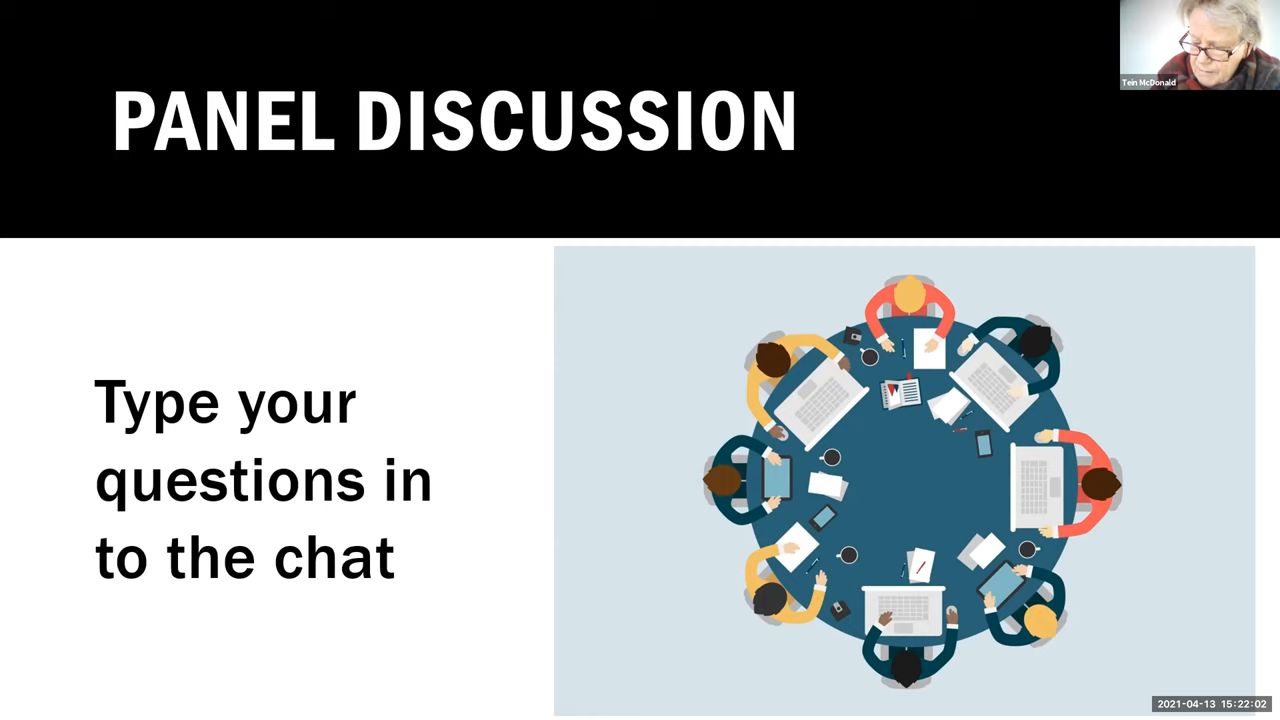 PANEL DISCUSSION
Tein McDonald
Type your
questions in
to the chat
2021-04-13 15:22:02